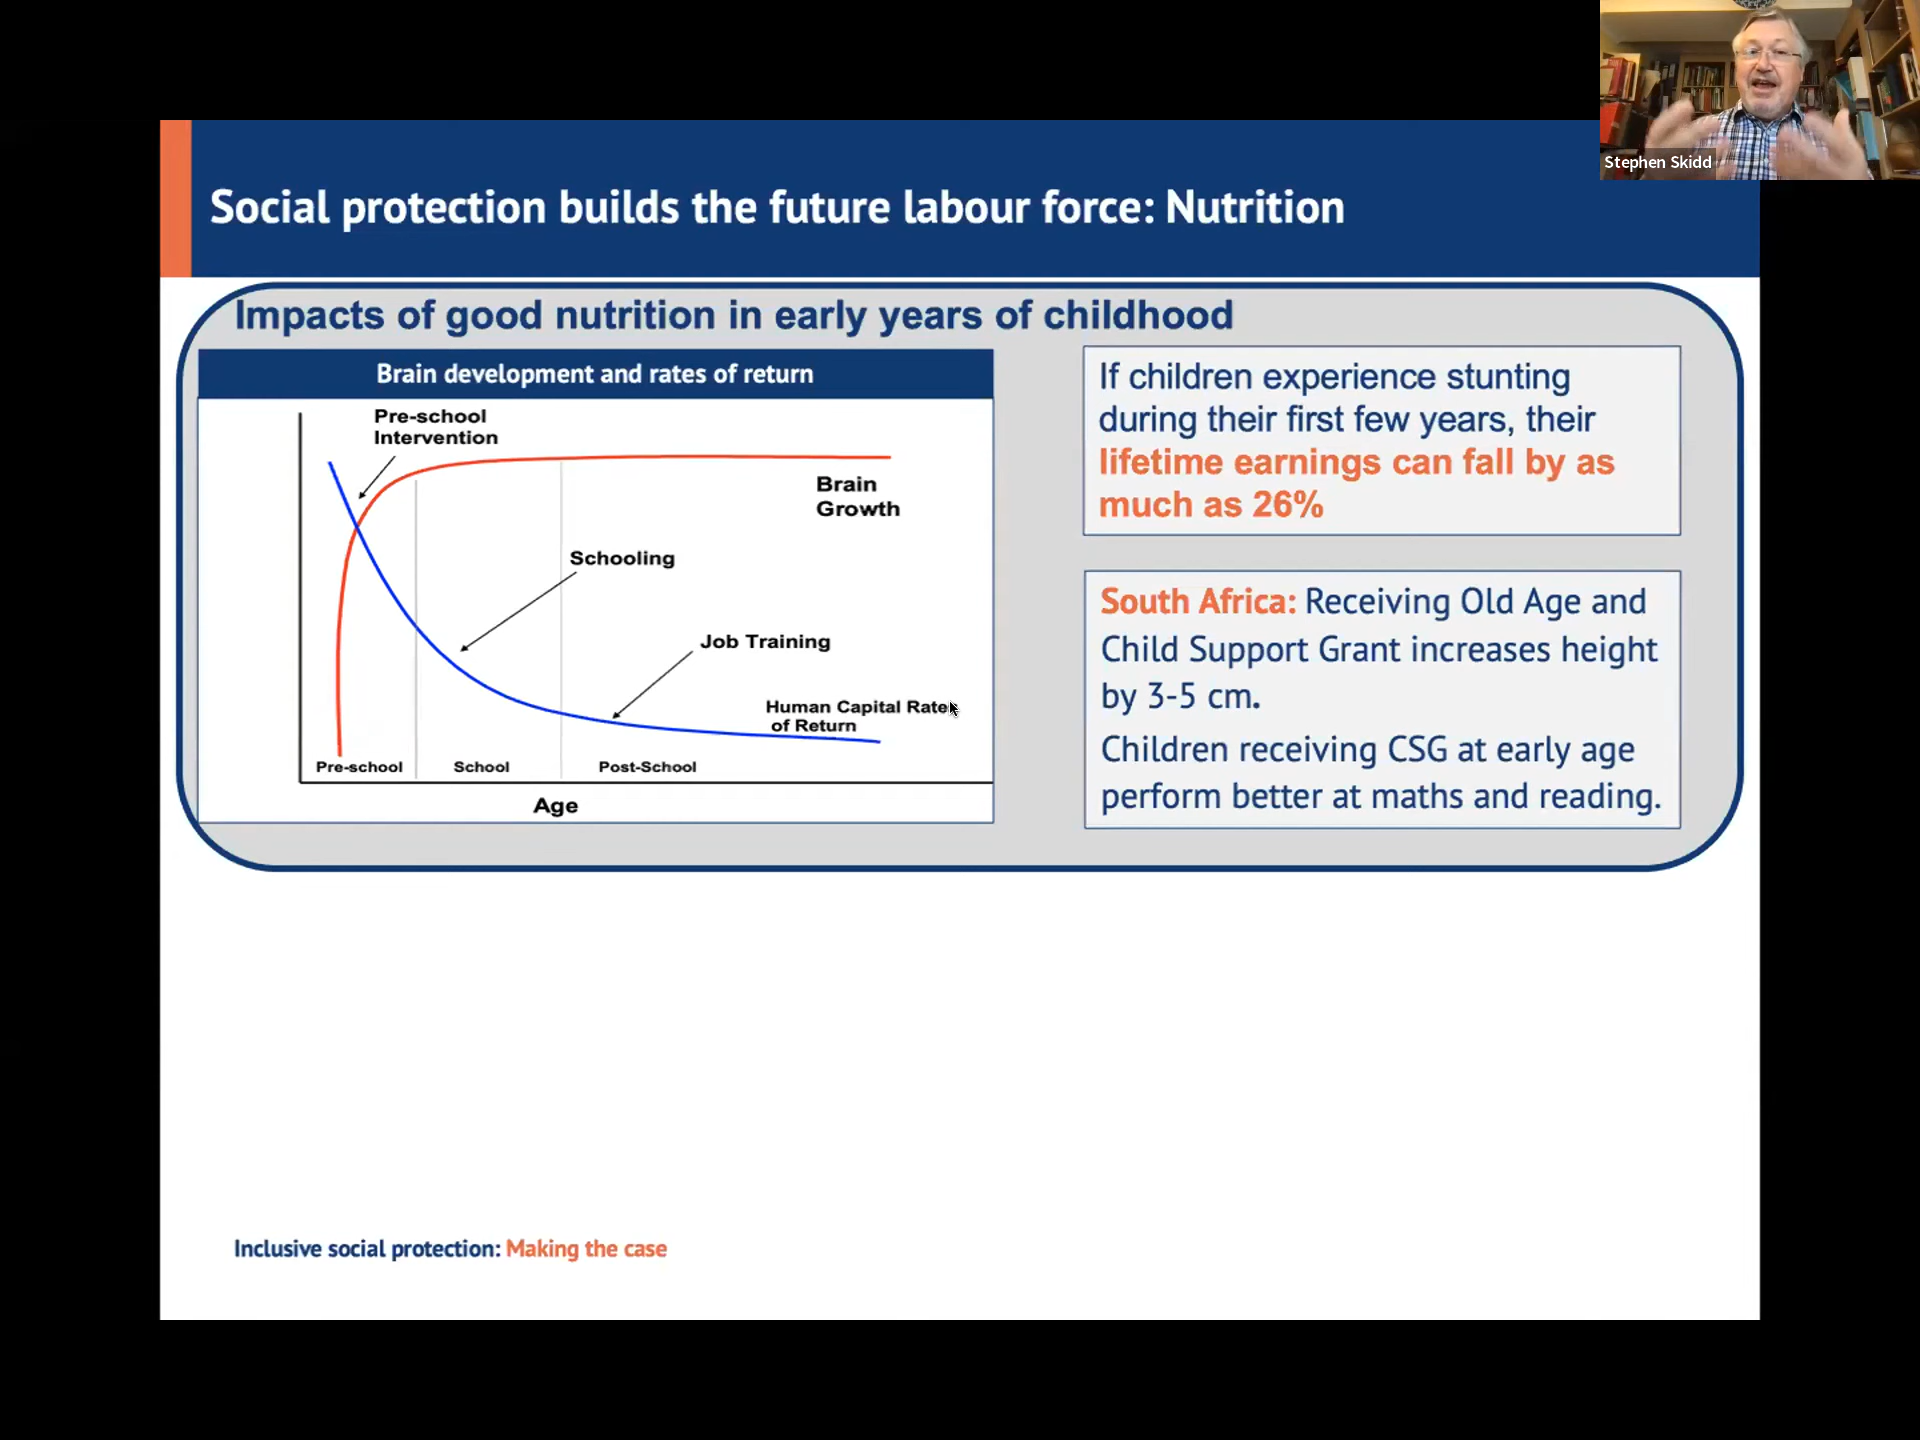 Stephen Skidd
Social protection builds the future labour force: Nutrition
Impacts of good nutrition in early years of childhood
Brain development and rates of return
Pre-school
Intervention
Brain
Growth
Schooling
Job Training
Human Capital Rate
of Return
Pre-school
School
Post-School
Age
If children experience stunting
during their first few years, their
lifetime earnings can fall by as
much as 26%
South Africa: Receiving Old Age and
Child Support Grant increases height
by 3-5 cm.
Children receiving CSG at early age
perform better at maths and reading.
Inclusive social protection: Making the case